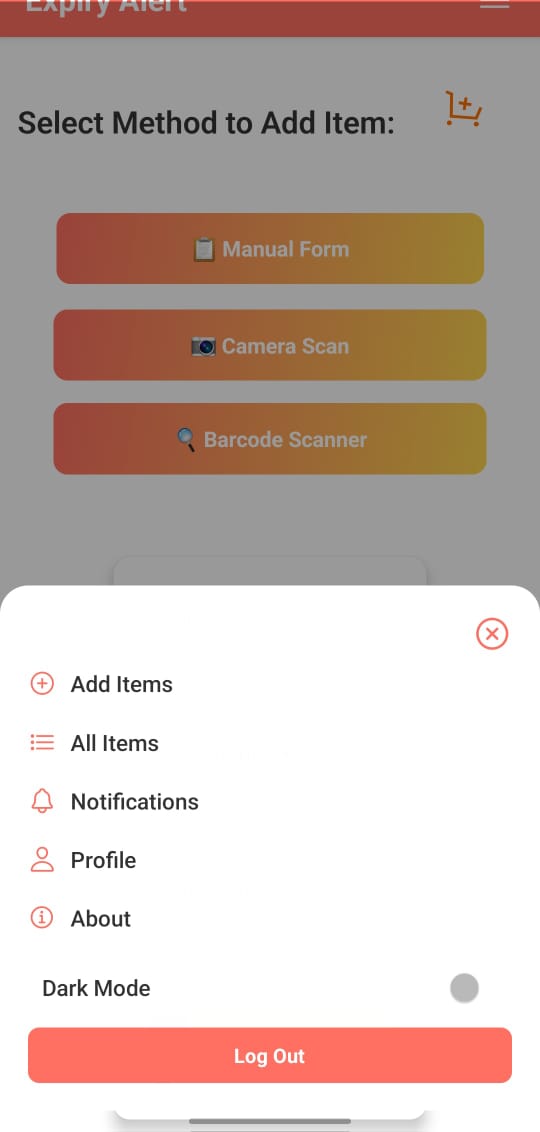 Expiry Alert
Select Method to Add Item:
📋 Manual Form
📷 Camera Scan
🔍 Barcode Scanner
Add Items
All Items
Notifications
Profile
About
Dark Mode
Log Out